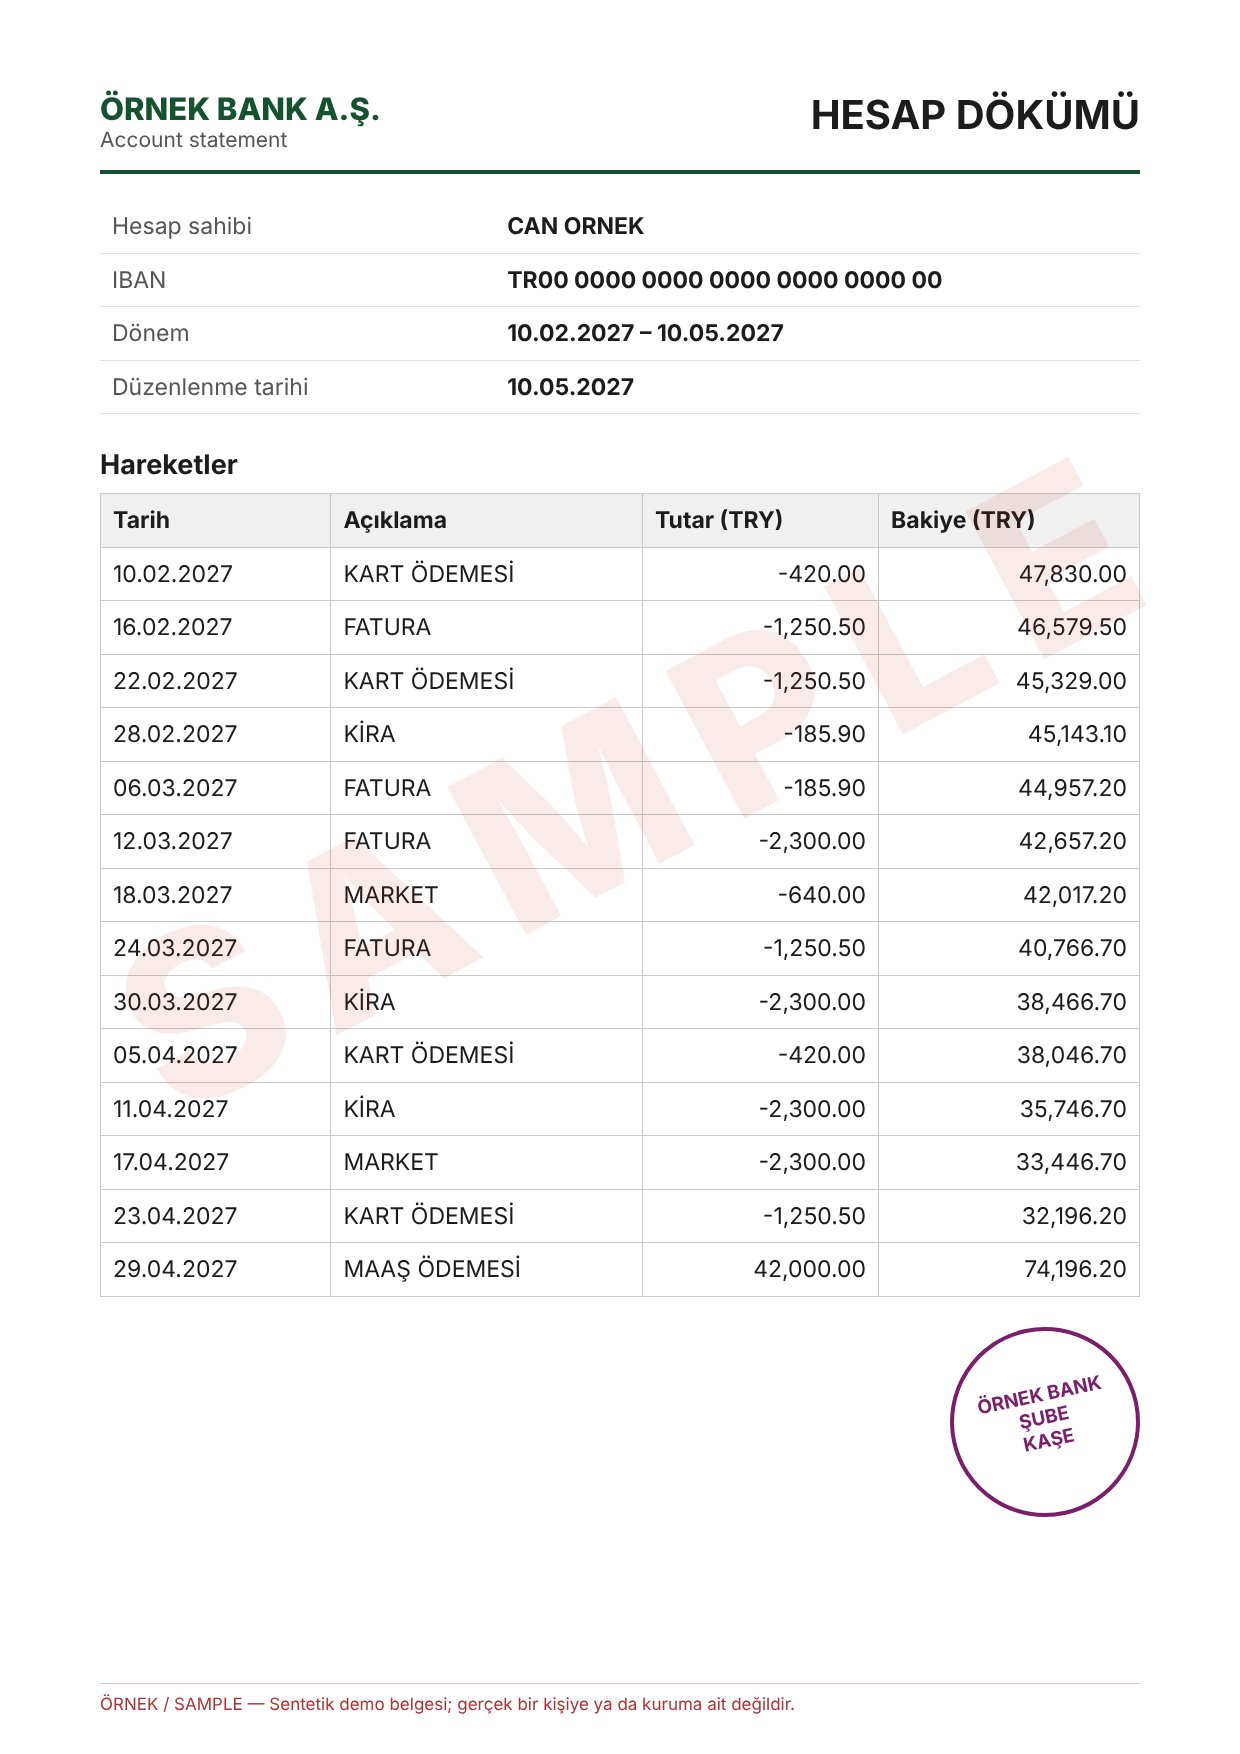 ÖRNEK BANK A.Ş.
Account statement
HESAP DÖKÜMÜ
Hesap sahibi CAN ORNEK
IBAN TR00 0000 0000 0000 0000 0000 00
Dönem 10.02.2027 – 10.05.2027
Düzenlenme tarihi 10.05.2027
Hareketler
Tarih Açıklama Tutar (TRY) Bakiye (TRY)
10.02.2027 KART ÖDEMESİ -420.00 47,830.00
16.02.2027 FATURA -1,250.50 46,579.50
22.02.2027 KART ÖDEMESİ -1,250.50 45,329.00
28.02.2027 KİRA -185.90 45,143.10
06.03.2027 FATURA -185.90 44,957.20
12.03.2027 FATURA -2,300.00 42,657.20
18.03.2027 MARKET -640.00 42,017.20
24.03.2027 FATURA -1,250.50 40,766.70
30.03.2027 KİRA -2,300.00 38,466.70
05.04.2027 KART ÖDEMESİ -420.00 38,046.70
11.04.2027 KİRA -2,300.00 35,746.70
17.04.2027 MARKET -2,300.00 33,446.70
23.04.2027 KART ÖDEMESİ -1,250.50 32,196.20
29.04.2027 MAAŞ ÖDEMESİ 42,000.00 74,196.20
SAMPLE
ÖRNEK BANK
ŞUBE
KAŞE
ÖRNEK / SAMPLE — Sentetik demo belgesi; gerçek bir kişiye ya da kuruma ait değildir.